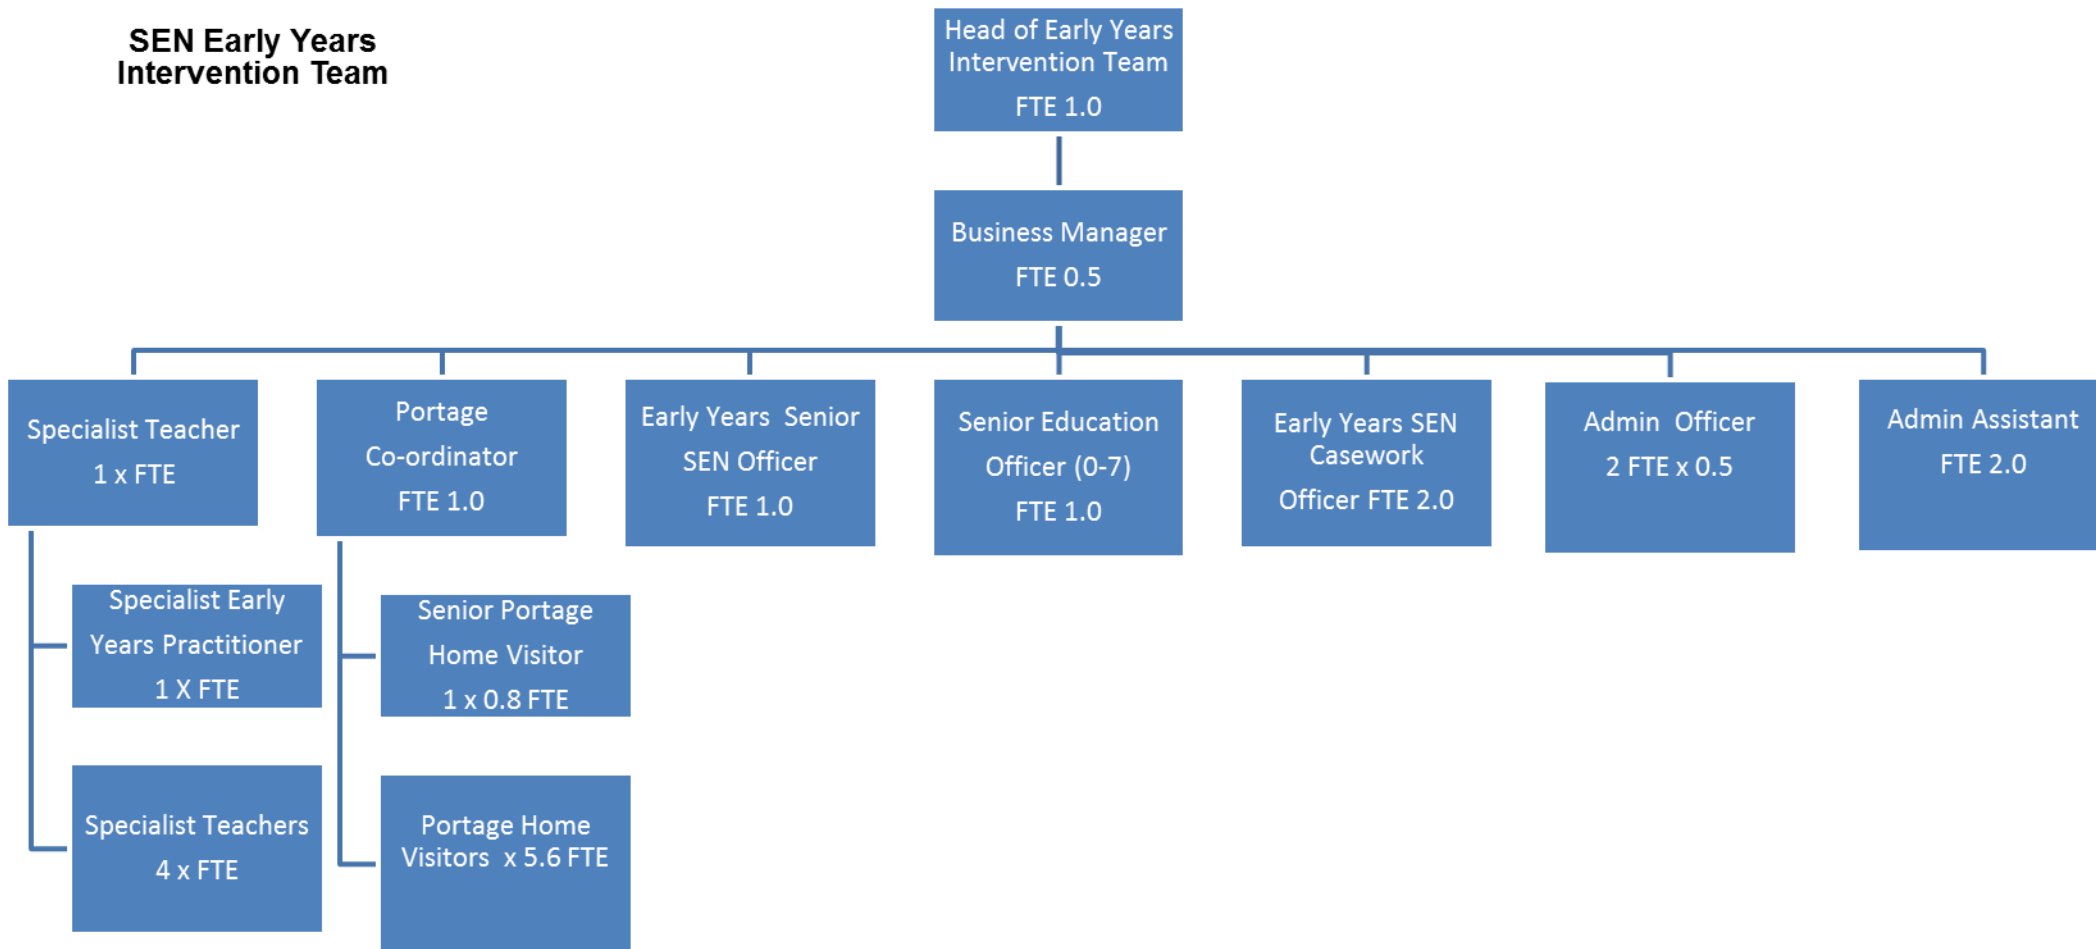 SEN Early Years
Intervention Team
Head of Early Years
Intervention Team
FTE 1.0
Business Manager
FTE 0.5
Specialist Teacher
1 x FTE
Portage
Co-ordinator
FTE 1.0
Early Years Senior
SEN Officer
FTE 1.0
Senior Education
Officer (0-7)
FTE 1.0
Early Years SEN
Casework
Officer FTE 2.0
Admin Officer
2 FTE x 0.5
Admin Assistant
FTE 2.0
Specialist Early
Years Practitioner
1 X FTE
Specialist Teachers
4 x FTE
Senior Portage
Home Visitor
1 x 0.8 FTE
Portage Home
Visitors x 5.6 FTE